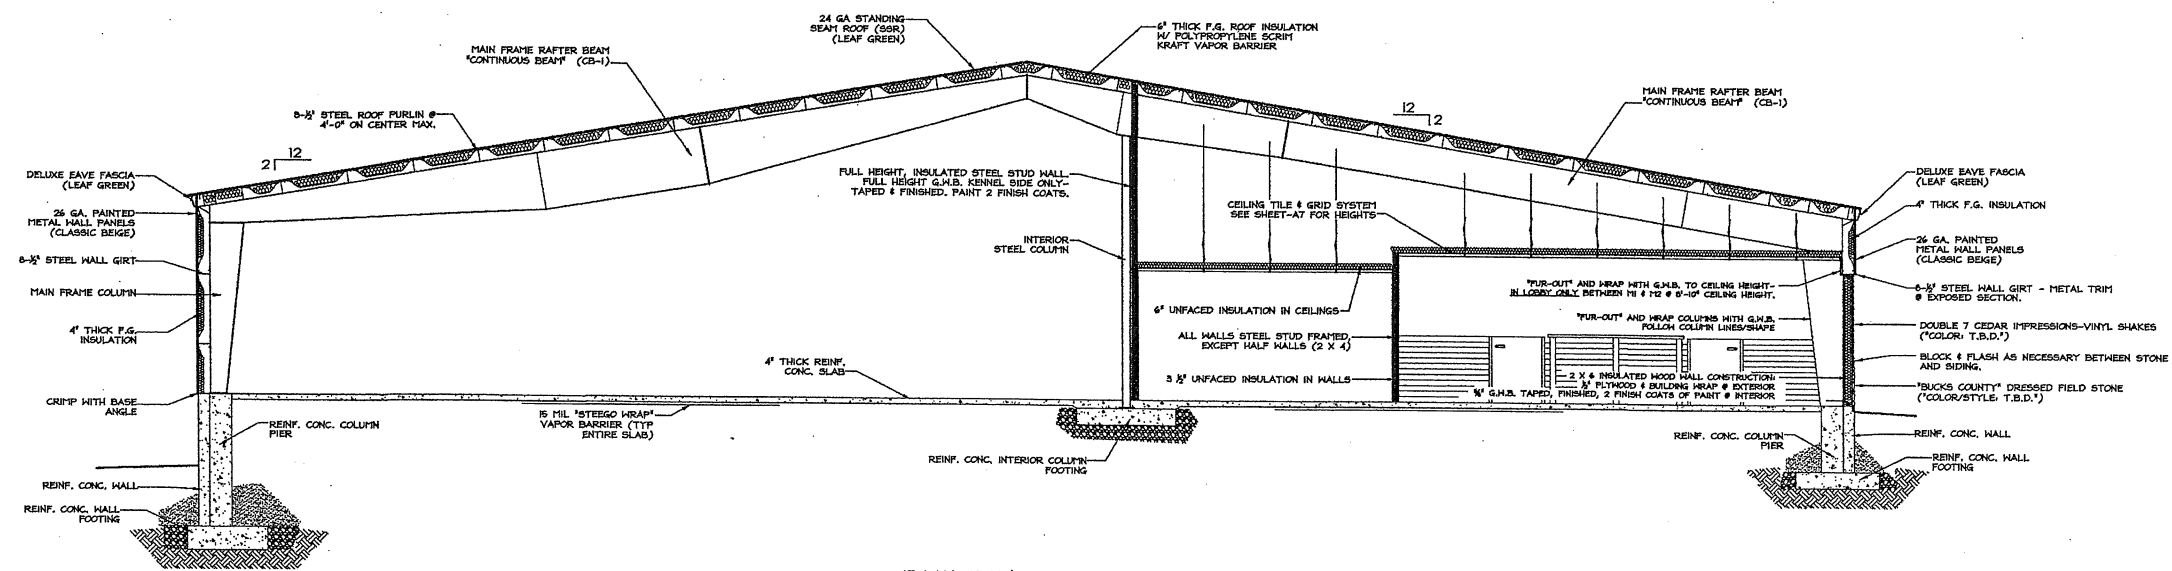 24 GA STANDING
SEAM ROOF (SSR)
(LEAF GREEN)
6" THICK F.G. ROOF INSULATION
W/ POLYPROPYLENE SCRIM
KRAFT VAPOR BARRIER
MAIN FRAME RAFTER BEAM
"CONTINUOUS BEAM" (CB-1)
MAIN FRAME RAFTER BEAM
"CONTINUOUS BEAM" (CB-1)
8-½" STEEL ROOF PURLIN @
4'-0" ON CENTER MAX.
12
2
12
2
DELUXE EAVE FASCIA
(LEAF GREEN)
26 GA. PAINTED
METAL WALL PANELS
(CLASSIC BEIGE)
8-½" STEEL WALL GIRT
MAIN FRAME COLUMN
4" THICK F.G.
INSULATION
CRIMP WITH BASE
ANGLE
REINF. CONC. COLUMN
PIER
REINF. CONC. WALL
REINF. CONC. WALL
FOOTING
FULL HEIGHT, INSULATED STEEL STUD WALL.
FULL HEIGHT G.W.B. KENNEL SIDE ONLY-
TAPED & FINISHED. PAINT 2 FINISH COATS.
INTERIOR
STEEL COLUMN
4" THICK REINF.
CONC. SLAB
15 MIL "STEEGO WRAP"
VAPOR BARRIER (TYP
ENTIRE SLAB)
REINF. CONC. INTERIOR COLUMN
FOOTING
CEILING TILE & GRID SYSTEM
SEE SHEET-A7 FOR HEIGHTS
6" UNFACED INSULATION IN CEILINGS
ALL WALLS STEEL STUD FRAMED,
EXCEPT HALF WALLS (2 X 4)
3 ½" UNFACED INSULATION IN WALLS
"FUR-OUT" AND WRAP WITH G.W.B. TO CEILING HEIGHT-
IN LOBBY ONLY BETWEEN M1 & M2 @ 8'-10" CEILING HEIGHT.
"FUR-OUT" AND WRAP COLUMNS WITH G.W.B.
FOLLOW COLUMN LINES/SHAPE
2 X 6 INSULATED WOOD WALL CONSTRUCTION:
½" PLYWOOD & BUILDING WRAP @ EXTERIOR
G.W.B. TAPED, FINISHED, 2 FINISH COATS OF PAINT @ INTERIOR
DELUXE EAVE FASCIA
(LEAF GREEN)
4" THICK F.G. INSULATION
26 GA. PAINTED
METAL WALL PANELS
(CLASSIC BEIGE)
8-½" STEEL WALL GIRT - METAL TRIM
@ EXPOSED SECTION.
DOUBLE 7 CEDAR IMPRESSIONS-VINYL SHAKES
("COLOR: T.B.D.")
BLOCK & FLASH AS NECESSARY BETWEEN STONE
AND SIDING.
"BUCKS COUNTY" DRESSED FIELD STONE
("COLOR/STYLE: T.B.D.")
REINF. CONC. COLUMN
PIER
REINF. CONC. WALL
REINF. CONC. WALL
FOOTING